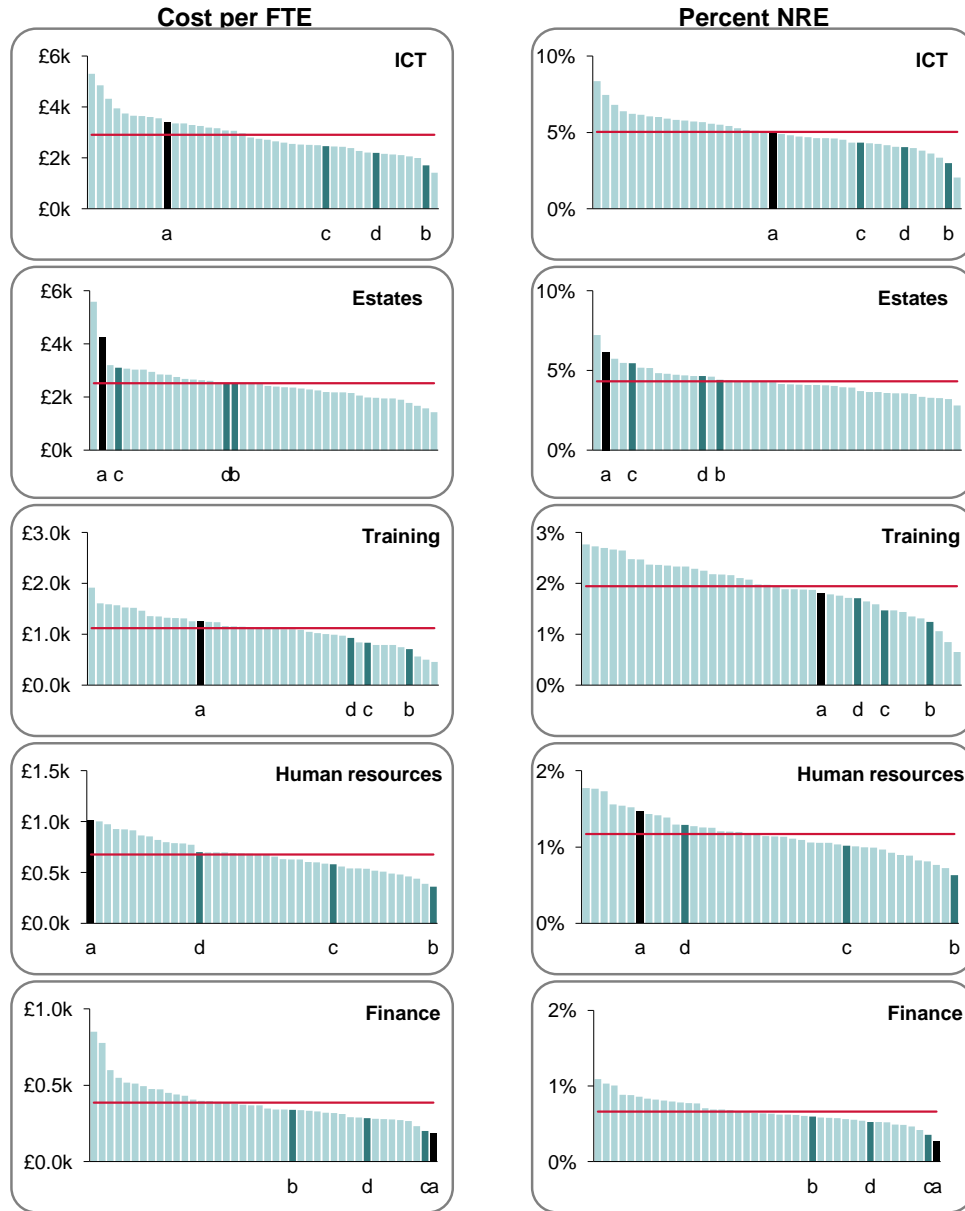 Cost per FTE
Percent NRE
ICT
£6k
£4k
£2k
£0k
a c d b
ICT
10%
5%
0%
a c d b
Estates
£6k
£4k
£2k
£0k
a c d b
Estates
10%
5%
0%
a c d b
Training
£3.0k
£2.0k
£1.0k
£0.0k
a d c b
Training
3%
2%
1%
0%
a d c b
Human resources
£1.5k
£1.0k
£0.5k
£0.0k
a d c b
Human resources
2%
1%
0%
a d c b
Finance
£1.0k
£0.5k
£0.0k
b d c a
Finance
2%
1%
0%
b d c a